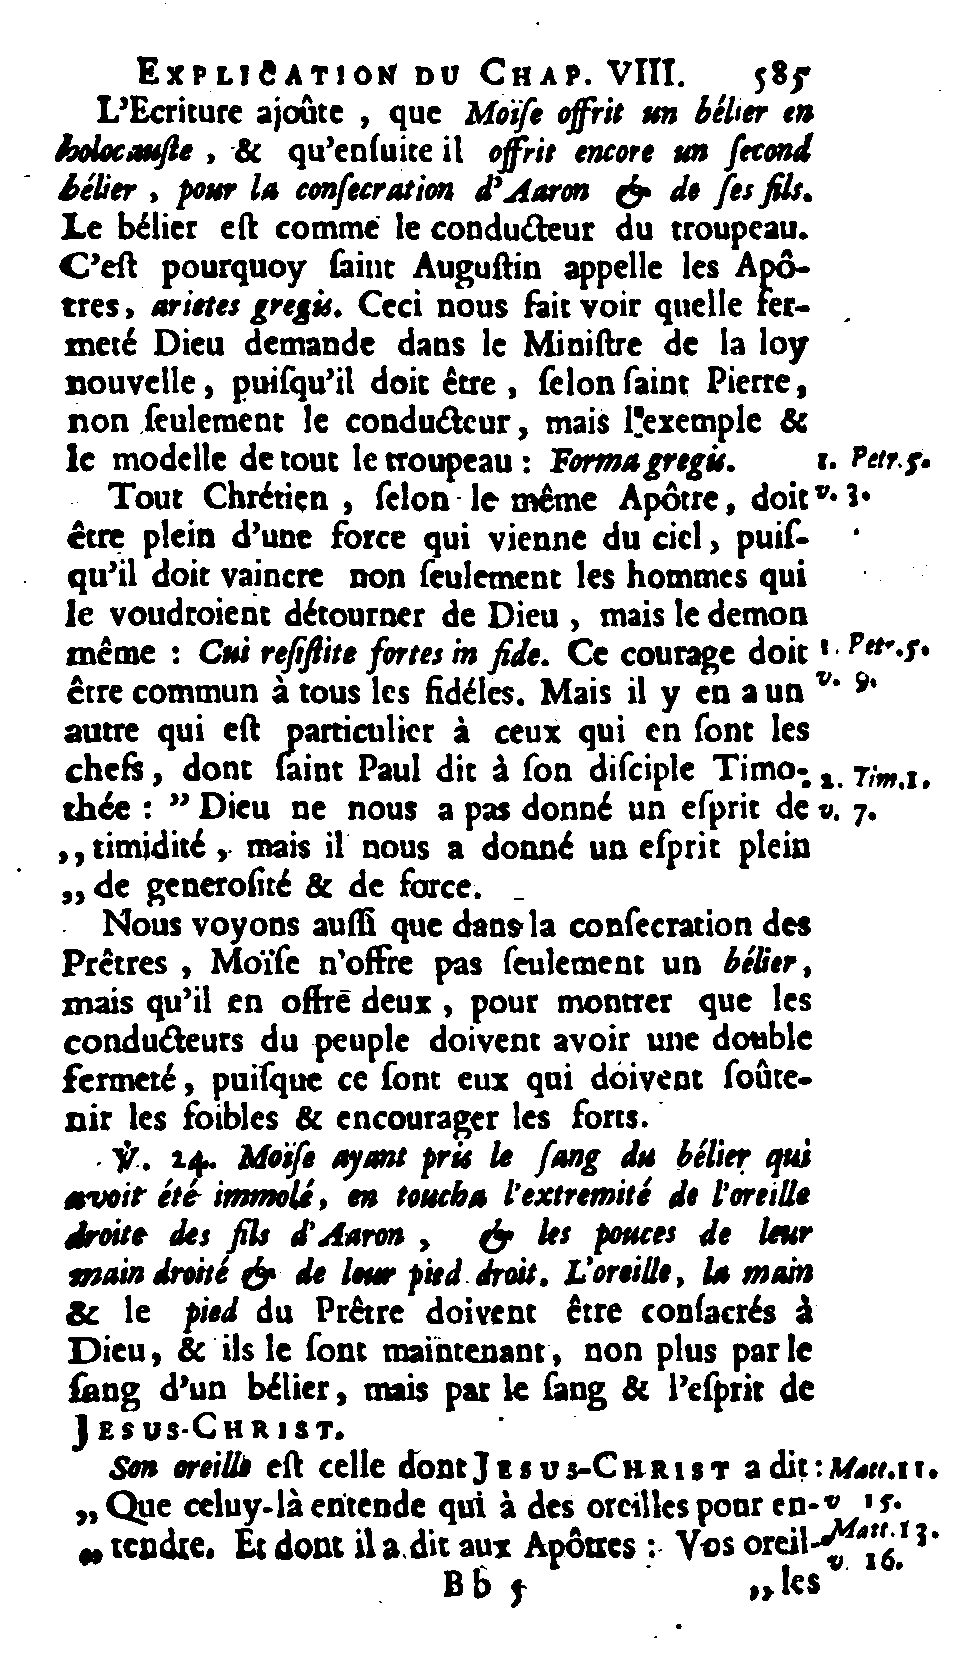 EXPLICATION DU CHAP. VIII. 585
L'Ecriture ajoûte, que Moïſe offrit un bélier en
holocauſte, & qu'enſuite il offrit encore un ſecond
bélier, pour la conſecration d'Aaron & de ſes fils.
Le bélier eſt comme le conducteur du troupeau.
C'eſt pourquoy ſaint Auguſtin appelle les Apô-
tres, arietes gregis. Ceci nous fait voir quelle fer-
meté Dieu demande dans le Miniſtre de la loy
nouvelle, puiſqu'il doit être, ſelon ſaint Pierre,
non ſeulement le conducteur, mais l'exemple &
le modelle de tout le troupeau : Forma gregis. 1. Petr. 5.
Tout Chrétien, ſelon le même Apôtre, doit v. 3.
être plein d'une force qui vienne du ciel, puiſ-
qu'il doit vaincre non ſeulement les hommes qui
le voudroient détourner de Dieu, mais le demon
même : Cui reſiſtite fortes in fide. Ce courage doit 1. Petr. 5.
être commun à tous les fidéles. Mais il y en a un v. 9.
autre qui eſt particulier à ceux qui en ſont les
chefs, dont ſaint Paul dit à ſon diſciple Timo- 2. Tim. 1.
thée : ” Dieu ne nous a pas donné un eſprit de v. 7.
„ timidité, mais il nous a donné un eſprit plein
„ de generoſité & de force.
Nous voyons auſſi que dans la conſecration des
Prêtres, Moïſe n'offre pas ſeulement un bélier,
mais qu'il en offre deux, pour montrer que les
conducteurs du peuple doivent avoir une double
fermeté, puiſque ce ſont eux qui doivent ſoûte-
nir les foibles & encourager les forts.
℣. 24. Moïſe ayant pris le ſang du bélier qui
avoit été immolé, en toucha l'extremité de l'oreille
droite des fils d'Aaron, & les pouces de leur
main droite & de leur pied droit. L'oreille, la main
& le pied du Prêtre doivent être conſacrés à
Dieu, & ils le ſont maintenant, non plus par le
ſang d'un bélier, mais par le ſang & l'eſprit de
JESUS-CHRIST.
Son oreille eſt celle dont JESUS-CHRIST a dit : Matt. 11.
„ Que celuy-là entende qui à des oreilles pour en- v 15.
„ tendre. Et dont il a dit aux Apôtres : Vos oreil- Matt. 13.
v. 16.
Bb 5 „ les